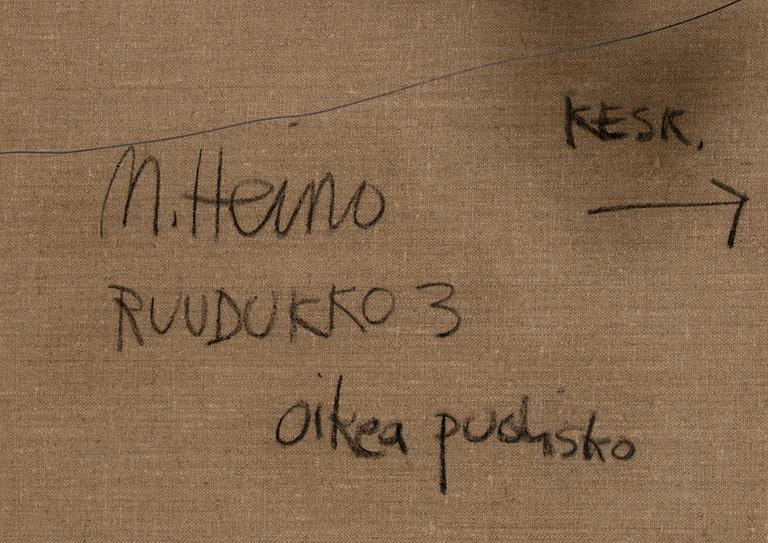 KESK.
M. Heino
RUUDUKKO 3
oikea puolisko